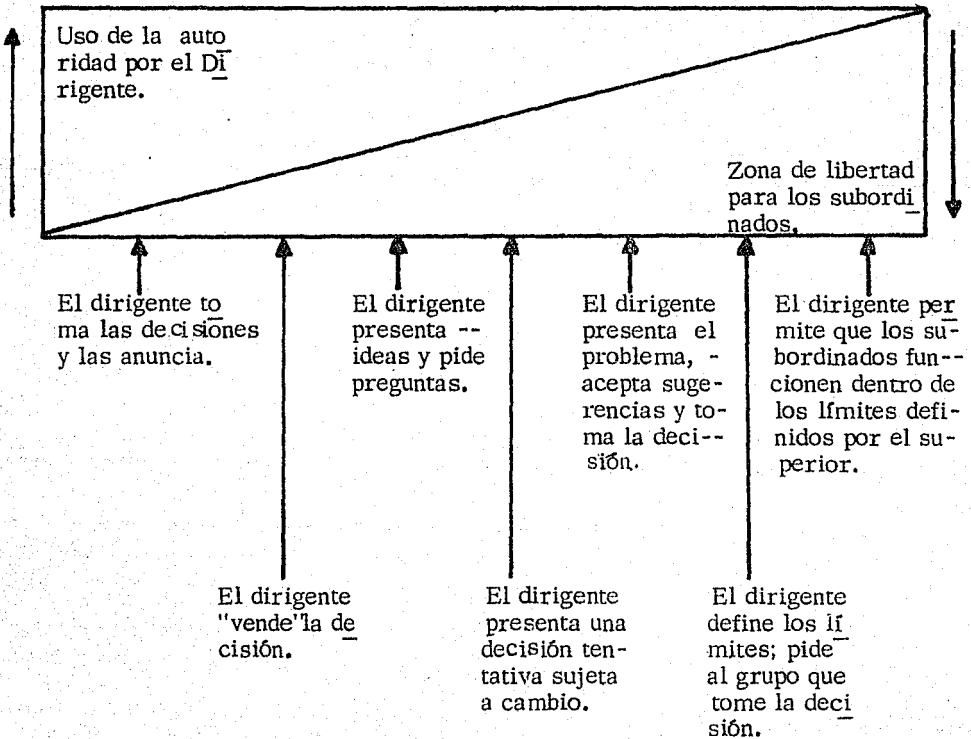 Uso de la auto
ridad por el Di
rigente.
Zona de libertad
para los subordi
nados.
El dirigente to
ma las decisiones
y las anuncia.
El dirigente
presenta --
ideas y pide
preguntas.
El dirigente
presenta el
problema, -
acepta suge-
rencias y to-
ma la deci--
sión.
El dirigente per
mite que los su-
bordinados fun--
cionen dentro de
los límites defi-
nidos por el su-
perior.
El dirigente
"vende"la de
cisión.
El dirigente
presenta una
decisión ten-
tativa sujeta
a cambio.
El dirigente
define los lí
mites; pide
al grupo que
tome la deci
sión.